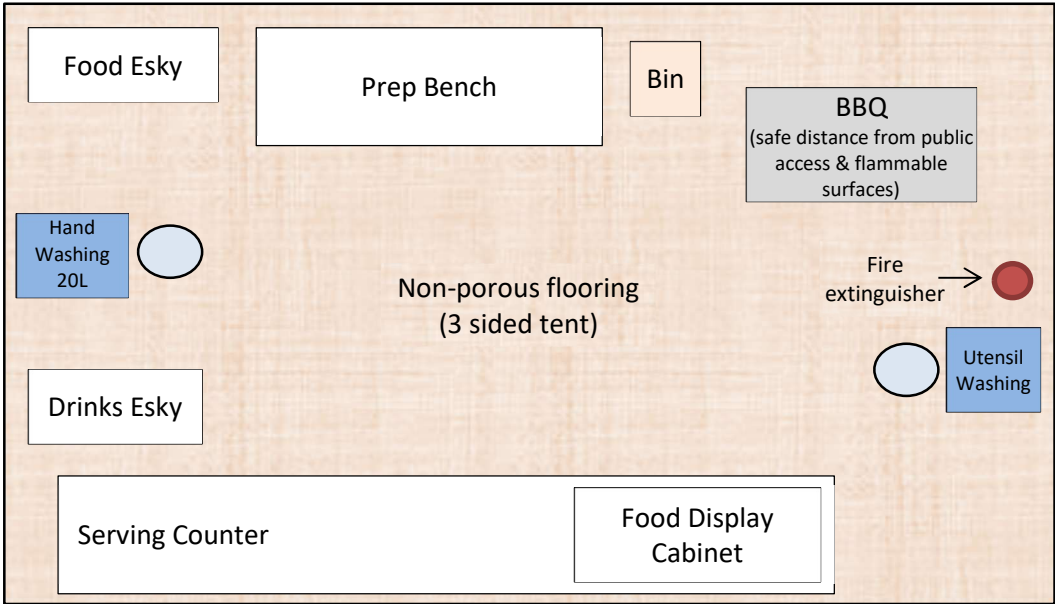 Food Esky
Prep Bench
Bin
BBQ
(safe distance from public
access & flammable
surfaces)
Hand
Washing
20L
Non-porous flooring
(3 sided tent)
Fire
extinguisher
Utensil
Washing
Drinks Esky
Serving Counter
Food Display
Cabinet